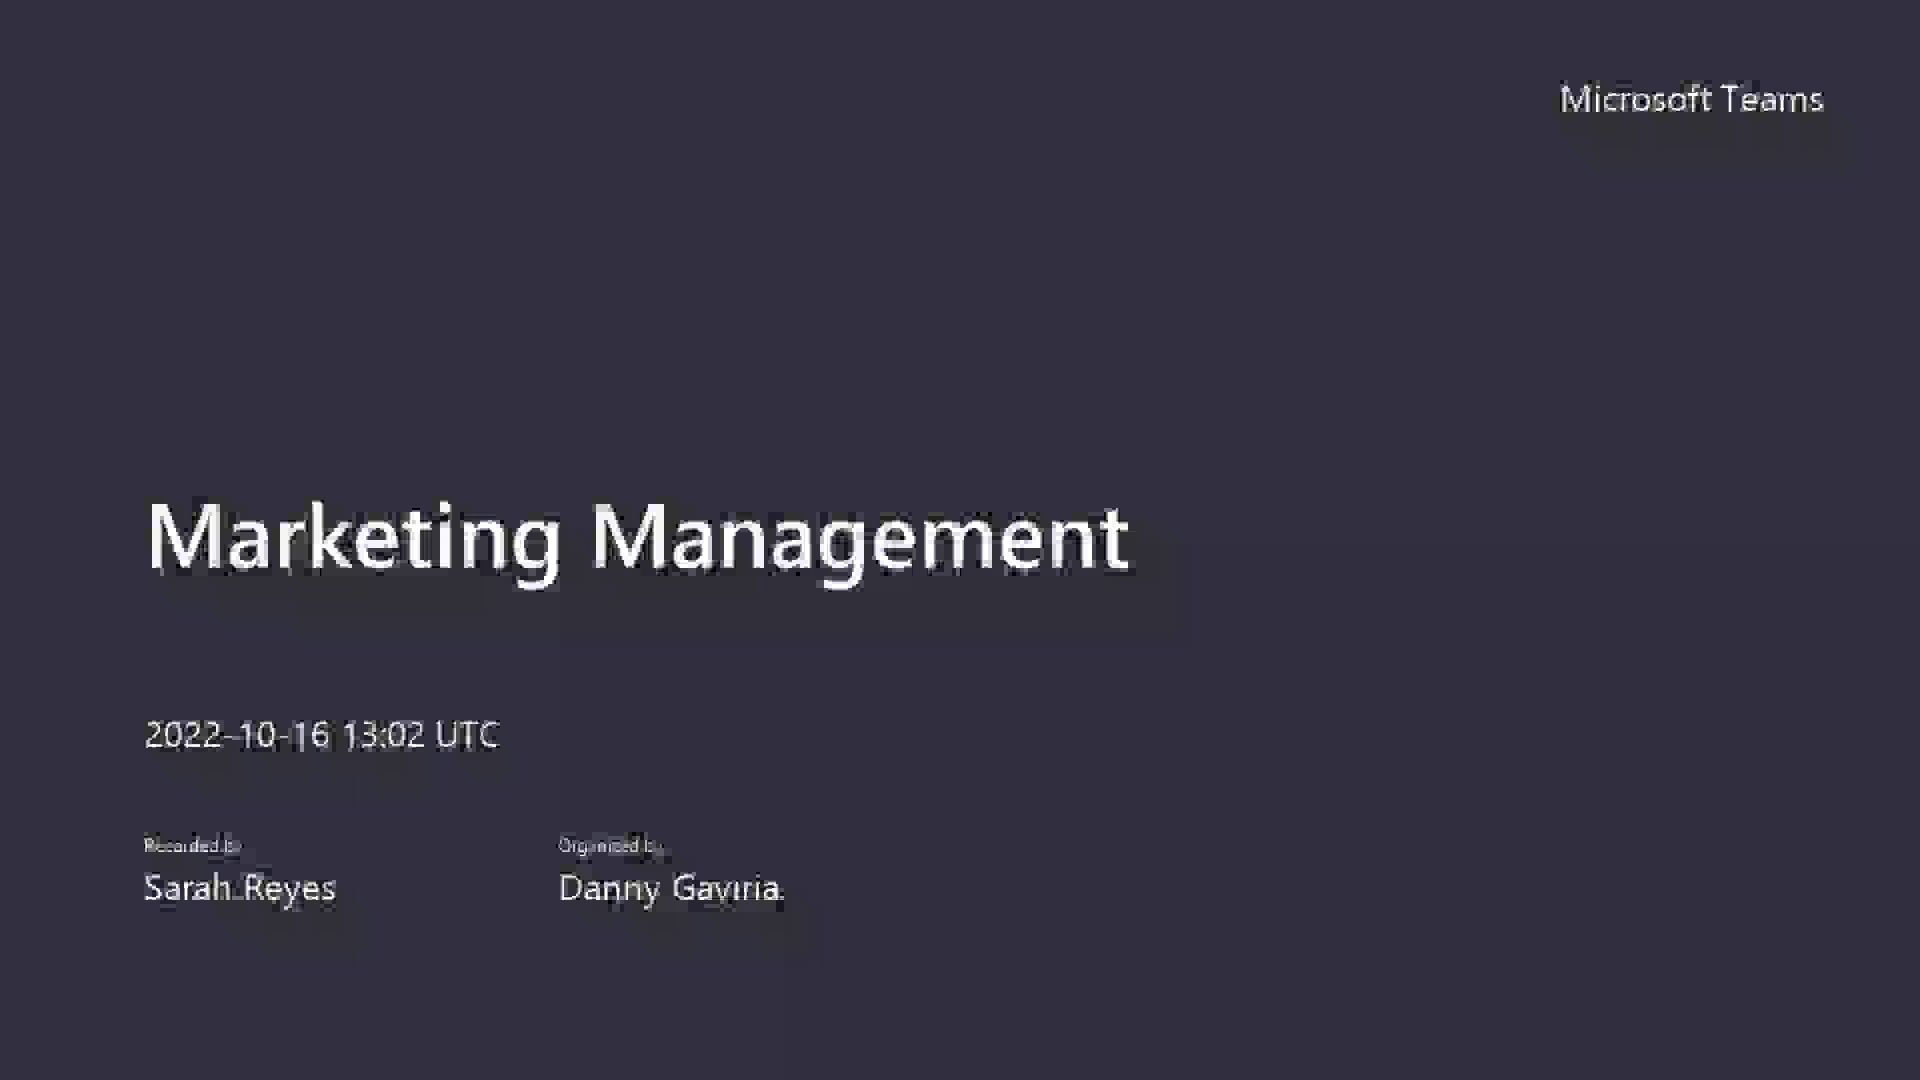 Microsoft Teams
Marketing Management
2022-10-16 13:02 UTC
Recorded by
Organized by
Sarah Reyes
Danny Gaviria